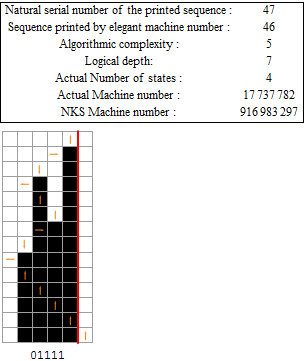 Natural serial number of the printed sequence : 47
Sequence printed by elegant machine number : 46
Algorithmic complexity : 5
Logical depth: 7
Actual Number of states : 4
Actual Machine number : 17 737 782
NKS Machine number : 916 983 297
01111